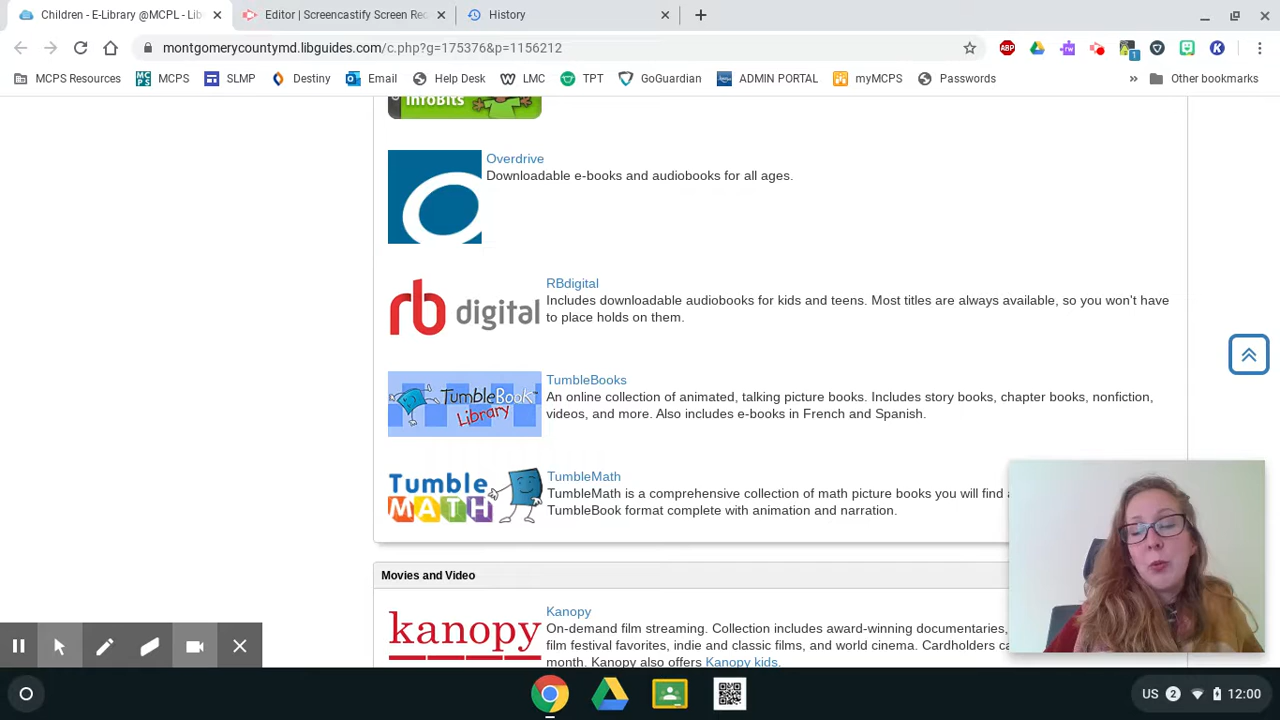 Children - E-Library @MCPL - Lib
Editor | Screencastify Screen Rec
History
montgomerycountymd.libguides.com/c.php?g=175376&p=1156212
ABP
1
MCPS Resources
MCPS
SLMP
Destiny
Email
Help Desk
LMC
TPT
GoGuardian
ADMIN PORTAL
myMCPS
Passwords
Other bookmarks
InfoBits
Overdrive
Downloadable e-books and audiobooks for all ages.
RBdigital
rb digital
Includes downloadable audiobooks for kids and teens. Most titles are always available, so you won't have
to place holds on them.
TumbleBooks
TumbleBook Library
An online collection of animated, talking picture books. Includes story books, chapter books, nonfiction,
videos, and more. Also includes e-books in French and Spanish.
TumbleMath
Tumble MATH
TumbleMath is a comprehensive collection of math picture books you will find
TumbleBook format complete with animation and narration.
Movies and Video
Kanopy
kanopy
On-demand film streaming. Collection includes award-winning documentaries,
film festival favorites, indie and classic films, and world cinema. Cardholders
month. Kanopy also offers Kanopy kids.
US 2 12:00